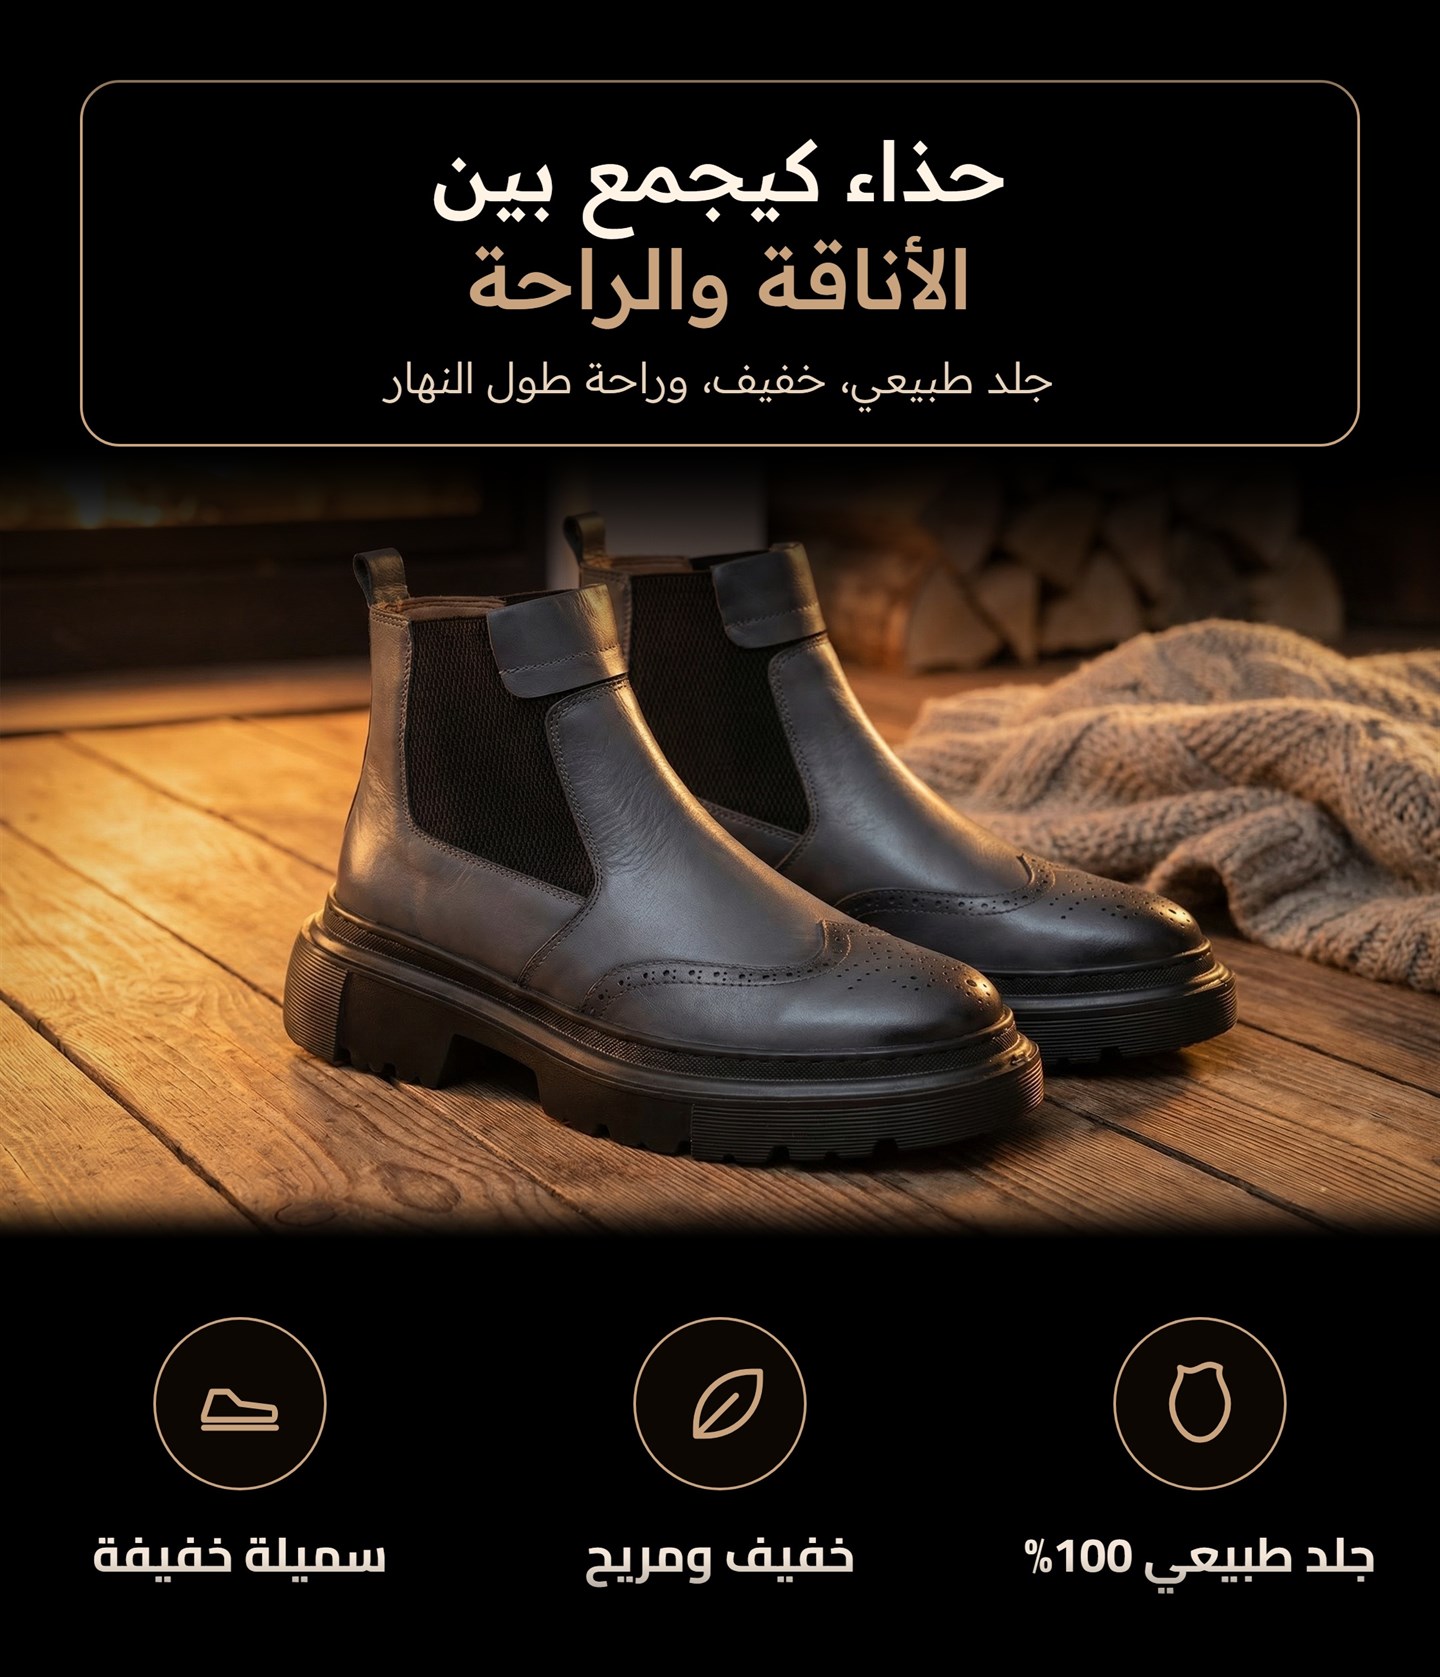 حذاء كيجمع بين
الأناقة والراحة
جلد طبيعي، خفيف، وراحة طول النهار
جلد طبيعي 100%
خفيف ومريح
سميلة خفيفة